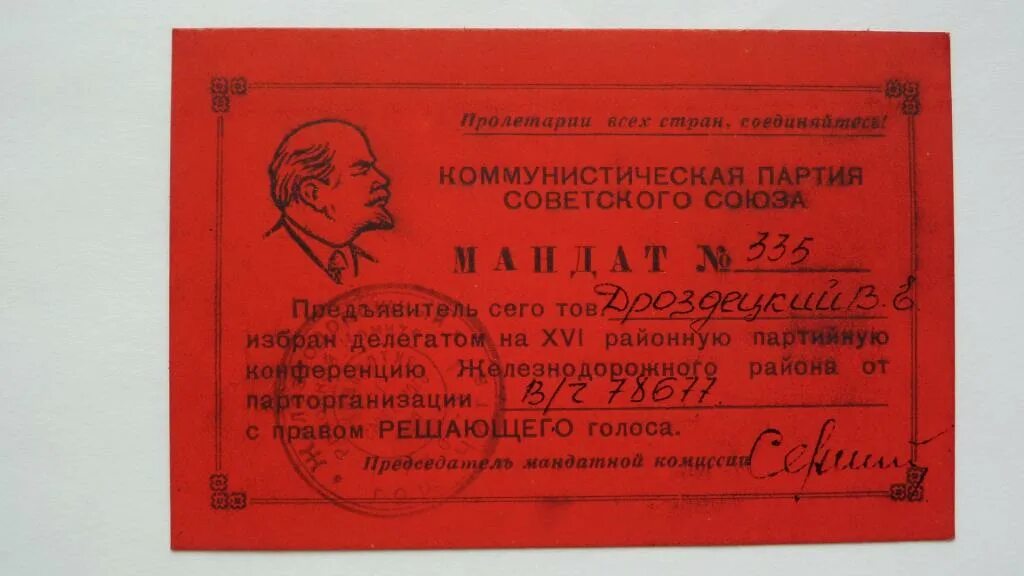 Пролетарии всех стран, соединяйтесь!
КОММУНИСТИЧЕСКАЯ ПАРТИЯ
СОВЕТСКОГО СОЮЗА
МАНДАТ № 335
Предъявитель сего тов Дроздецкий В. Е.
избран делегатом на XVI районную партийную
конференцию Железнодорожного района от
парторганизации в/ч 78677.
с правом РЕШАЮЩЕГО голоса.
Председатель мандатной комиссии